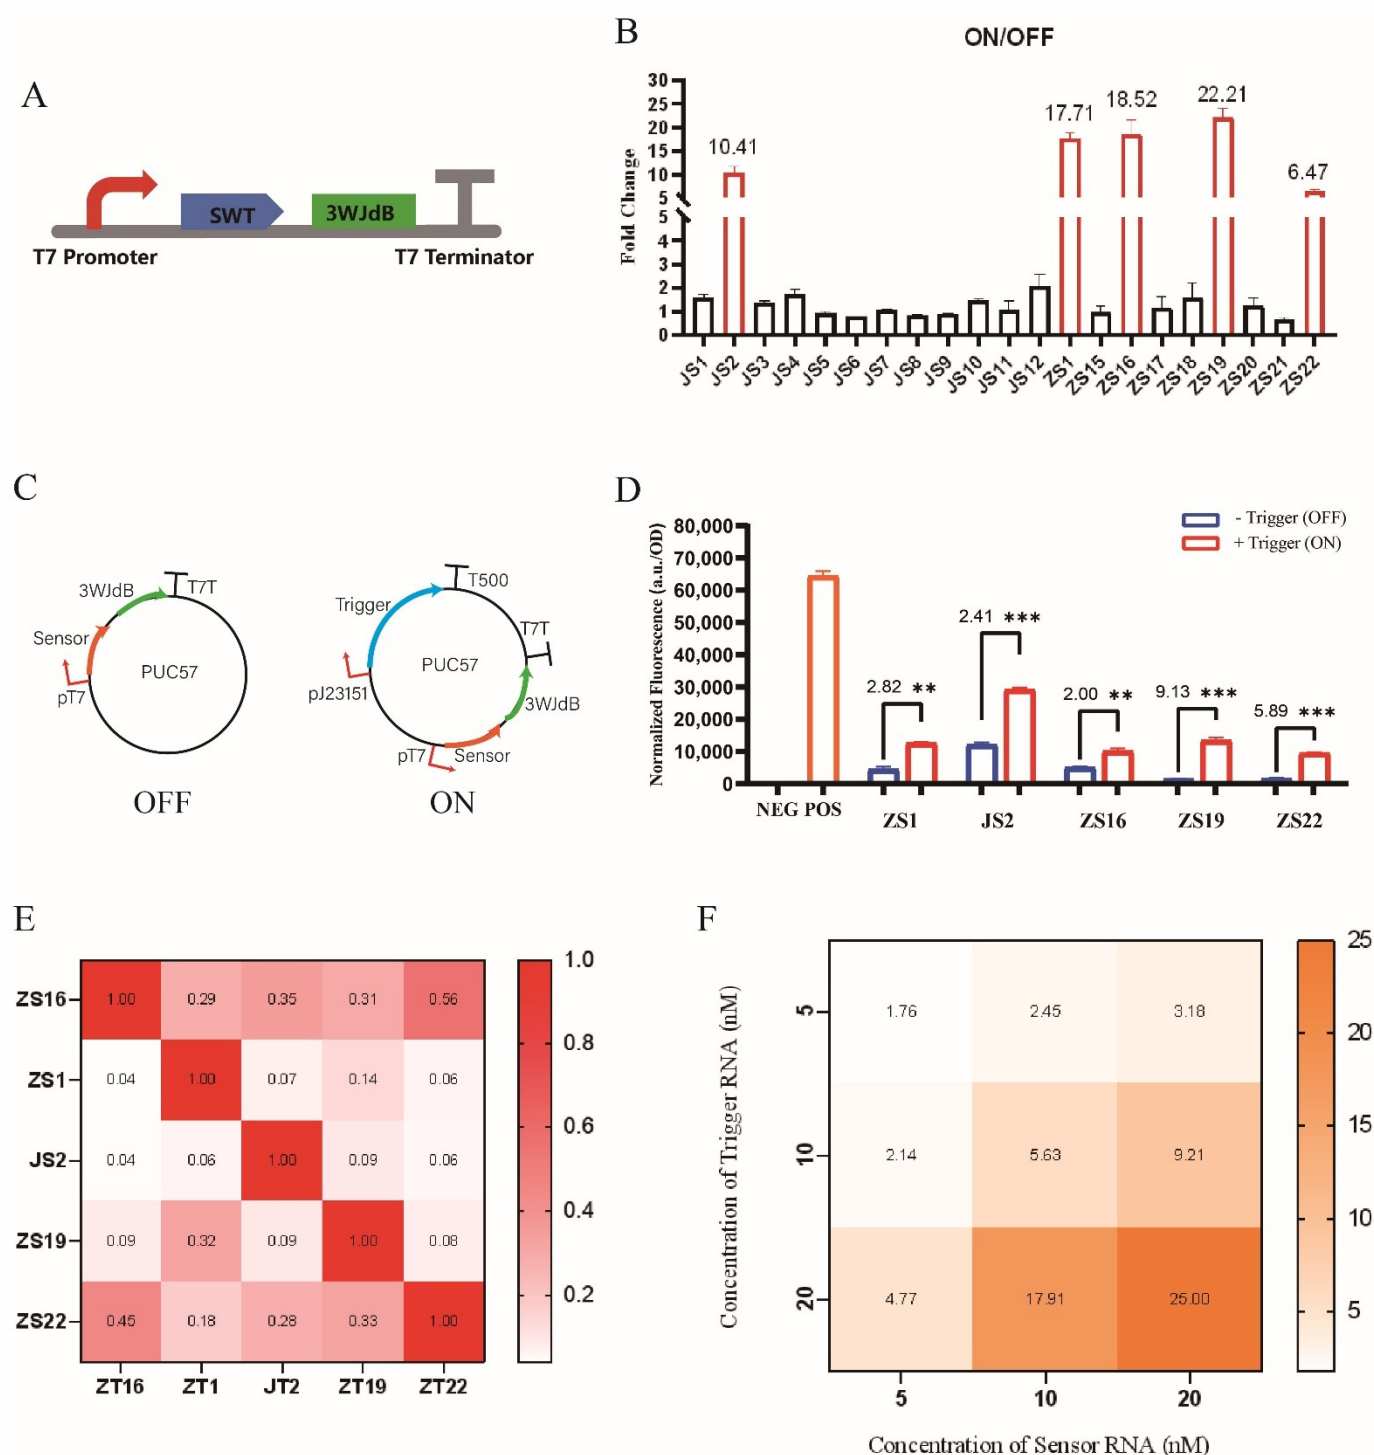 A
SWT
3WJdB
T7 Promoter
T7 Terminator
B
ON/OFF
Fold Change
30
25
20
15
10
5
5
4
3
2
1
0
10.41
17.71
18.52
22.21
6.47
JS1
JS2
JS3
JS4
JS5
JS6
JS7
JS8
JS9
JS10
JS11
JS12
ZS1
ZS15
ZS16
ZS17
ZS18
ZS19
ZS20
ZS21
ZS22
C
3WJdB
T7T
Sensor
PUC57
pT7
OFF
T500
Trigger
T7T
PUC57
pJ23151
3WJdB
pT7
Sensor
ON
D
- Trigger (OFF)
+ Trigger (ON)
Normalized Fluorescence (a.u./OD)
80,000
70,000
60,000
50,000
40,000
30,000
20,000
10,000
0
2.82 **
2.41 ***
2.00 **
9.13 ***
5.89 ***
NEG POS
ZS1
JS2
ZS16
ZS19
ZS22
E
ZS16
1.00 0.29 0.35 0.31 0.56
ZS1
0.04 1.00 0.07 0.14 0.06
JS2
0.04 0.06 1.00 0.09 0.06
ZS19
0.09 0.32 0.09 1.00 0.08
ZS22
0.45 0.18 0.28 0.33 1.00
ZT16 ZT1 JT2 ZT19 ZT22
1.0
0.8
0.6
0.4
0.2
F
Concentration of Trigger RNA (nM)
5
1.76 2.45 3.18
10
2.14 5.63 9.21
20
4.77 17.91 25.00
5 10 20
Concentration of Sensor RNA (nM)
25
20
15
10
5